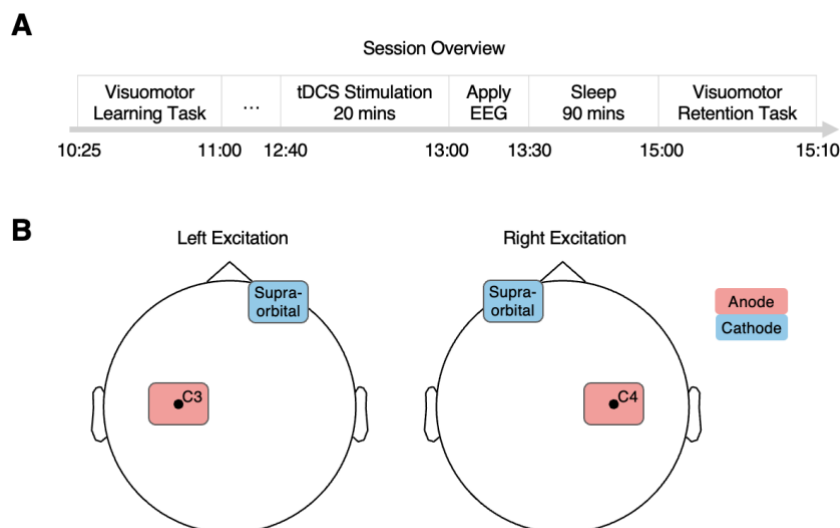 A
Session Overview
Visuomotor
Learning Task
...
tDCS Stimulation
20 mins
Apply
EEG
Sleep
90 mins
Visuomotor
Retention Task
10:25
11:00
12:40
13:00
13:30
15:00
15:10
B
Left Excitation
Right Excitation
Supra-
orbital
C3
Supra-
orbital
C4
Anode
Cathode